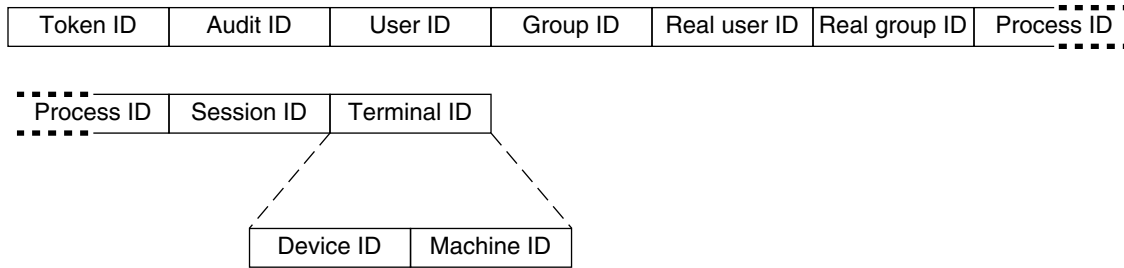 Token ID Audit ID User ID Group ID Real user ID Real group ID Process ID
Process ID Session ID Terminal ID
Device ID Machine ID